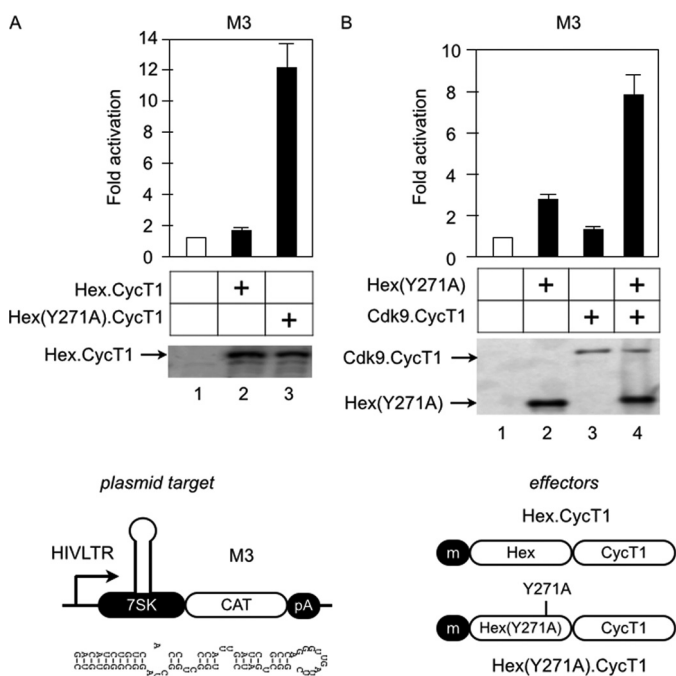 A M3
14
12
10
8
6
4
2
0
Fold activation
Hex.CycT1 +
Hex(Y271A).CycT1 +
Hex.CycT1
1 2 3
B M3
10
8
6
4
2
0
Fold activation
Hex(Y271A) + +
Cdk9.CycT1 + +
Cdk9.CycT1
Hex(Y271A)
1 2 3 4
plasmid target
HIVLTR M3
7SK CAT pA
effectors
Hex.CycT1
m Hex CycT1
Y271A
m Hex(Y271A) CycT1
Hex(Y271A).CycT1